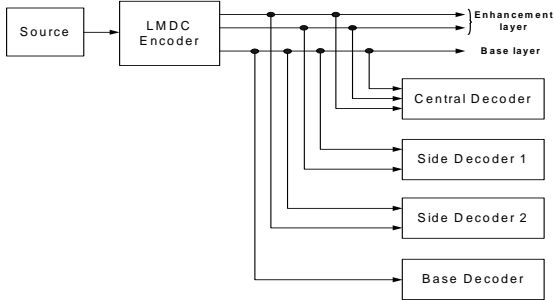 Source
LMDC
Encoder
Enhancement
layer
Base layer
Central Decoder
Side Decoder 1
Side Decoder 2
Base Decoder